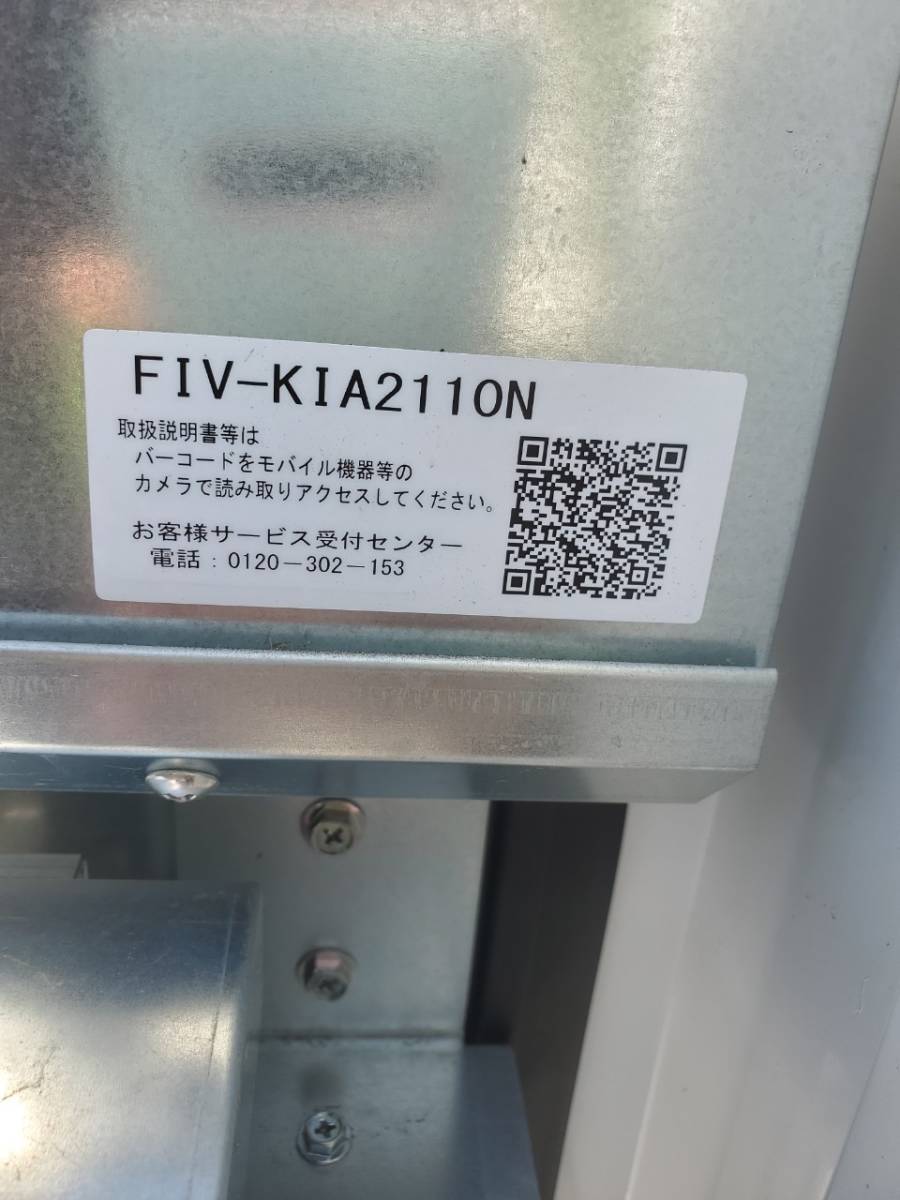 FIV−KIA2110N
取扱説明書等は
バーコードをモバイル機器等の
カメラで読み取りアクセスしてください。
お客様サービス受付センター
電話：0120−302−153